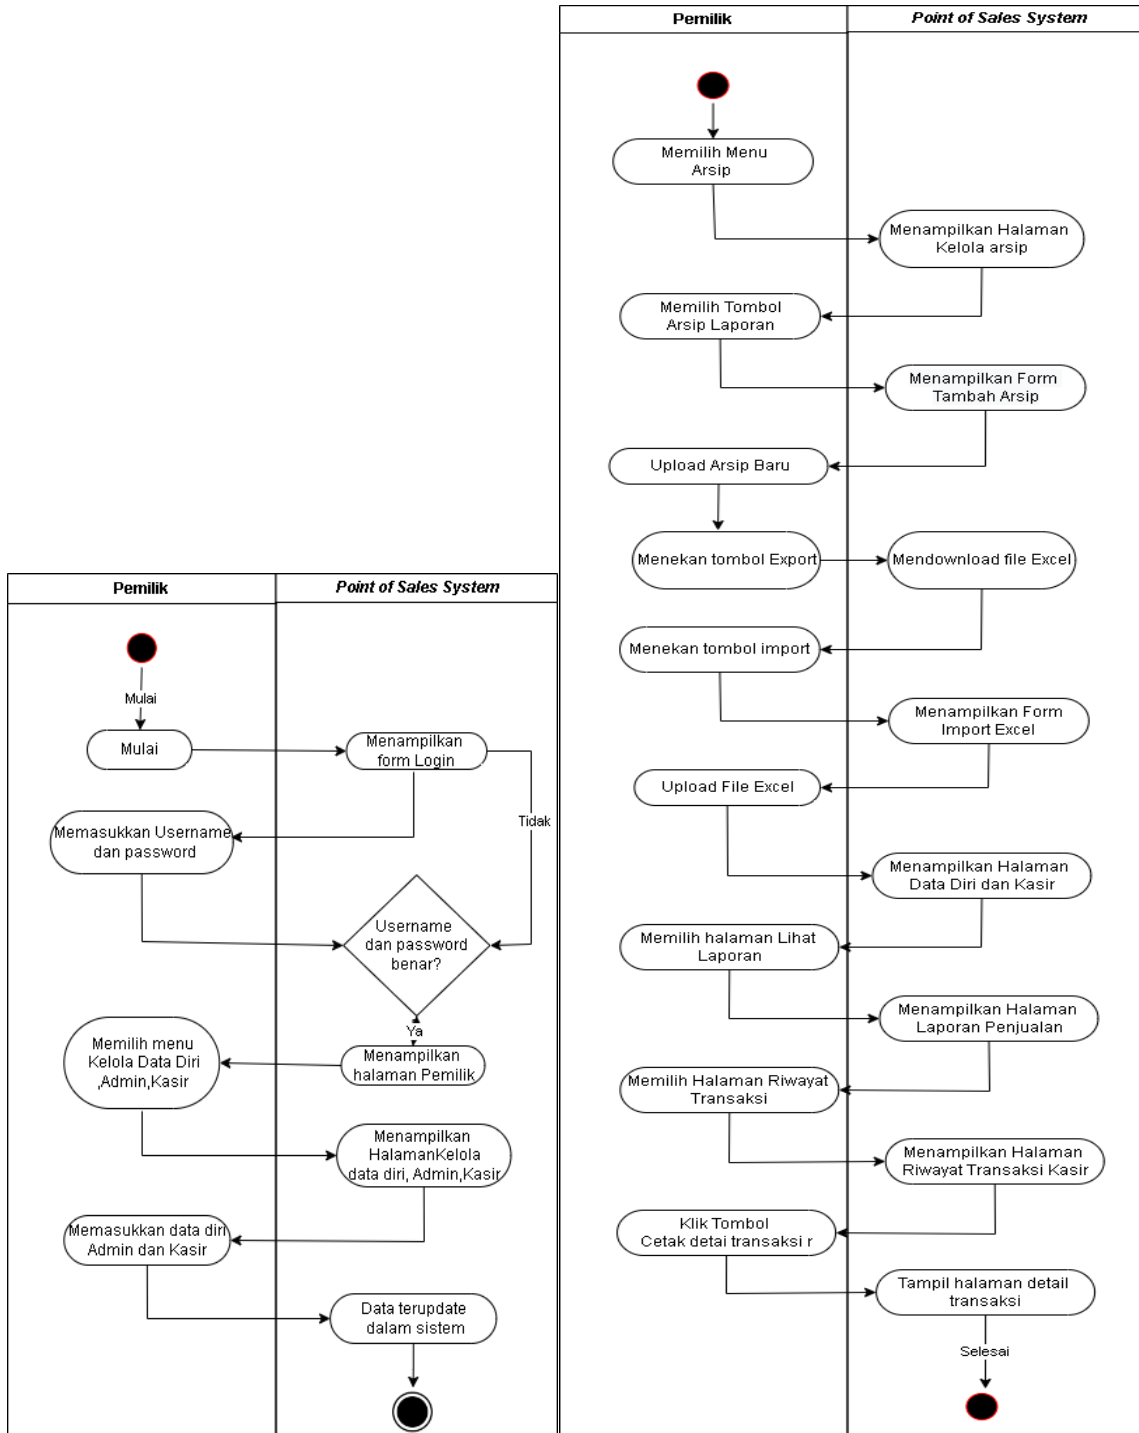 Pemilik
Point of Sales System
Mulai
Mulai
Menampilkan
form Login
Tidak
Memasukkan Username
dan password
Username
dan password
benar?
Ya
Menampilkan
halaman Pemilik
Memilih menu
Kelola Data Diri
,Admin,Kasir
Menampilkan
HalamanKelola
data diri, Admin,Kasir
Memasukkan data diri
Admin dan Kasir
Data terupdate
dalam sistem
Pemilik
Point of Sales System
Memilih Menu
Arsip
Menampilkan Halaman
Kelola arsip
Memilih Tombol
Arsip Laporan
Menampilkan Form
Tambah Arsip
Upload Arsip Baru
Menekan tombol Export
Mendownload file Excel
Menekan tombol import
Menampilkan Form
Import Excel
Upload File Excel
Menampilkan Halaman
Data Diri dan Kasir
Memilih halaman Lihat
Laporan
Menampilkan Halaman
Laporan Penjualan
Memilih Halaman Riwayat
Transaksi
Menampilkan Halaman
Riwayat Transaksi Kasir
Klik Tombol
Cetak detai transaksi r
Tampil halaman detail
transaksi
Selesai